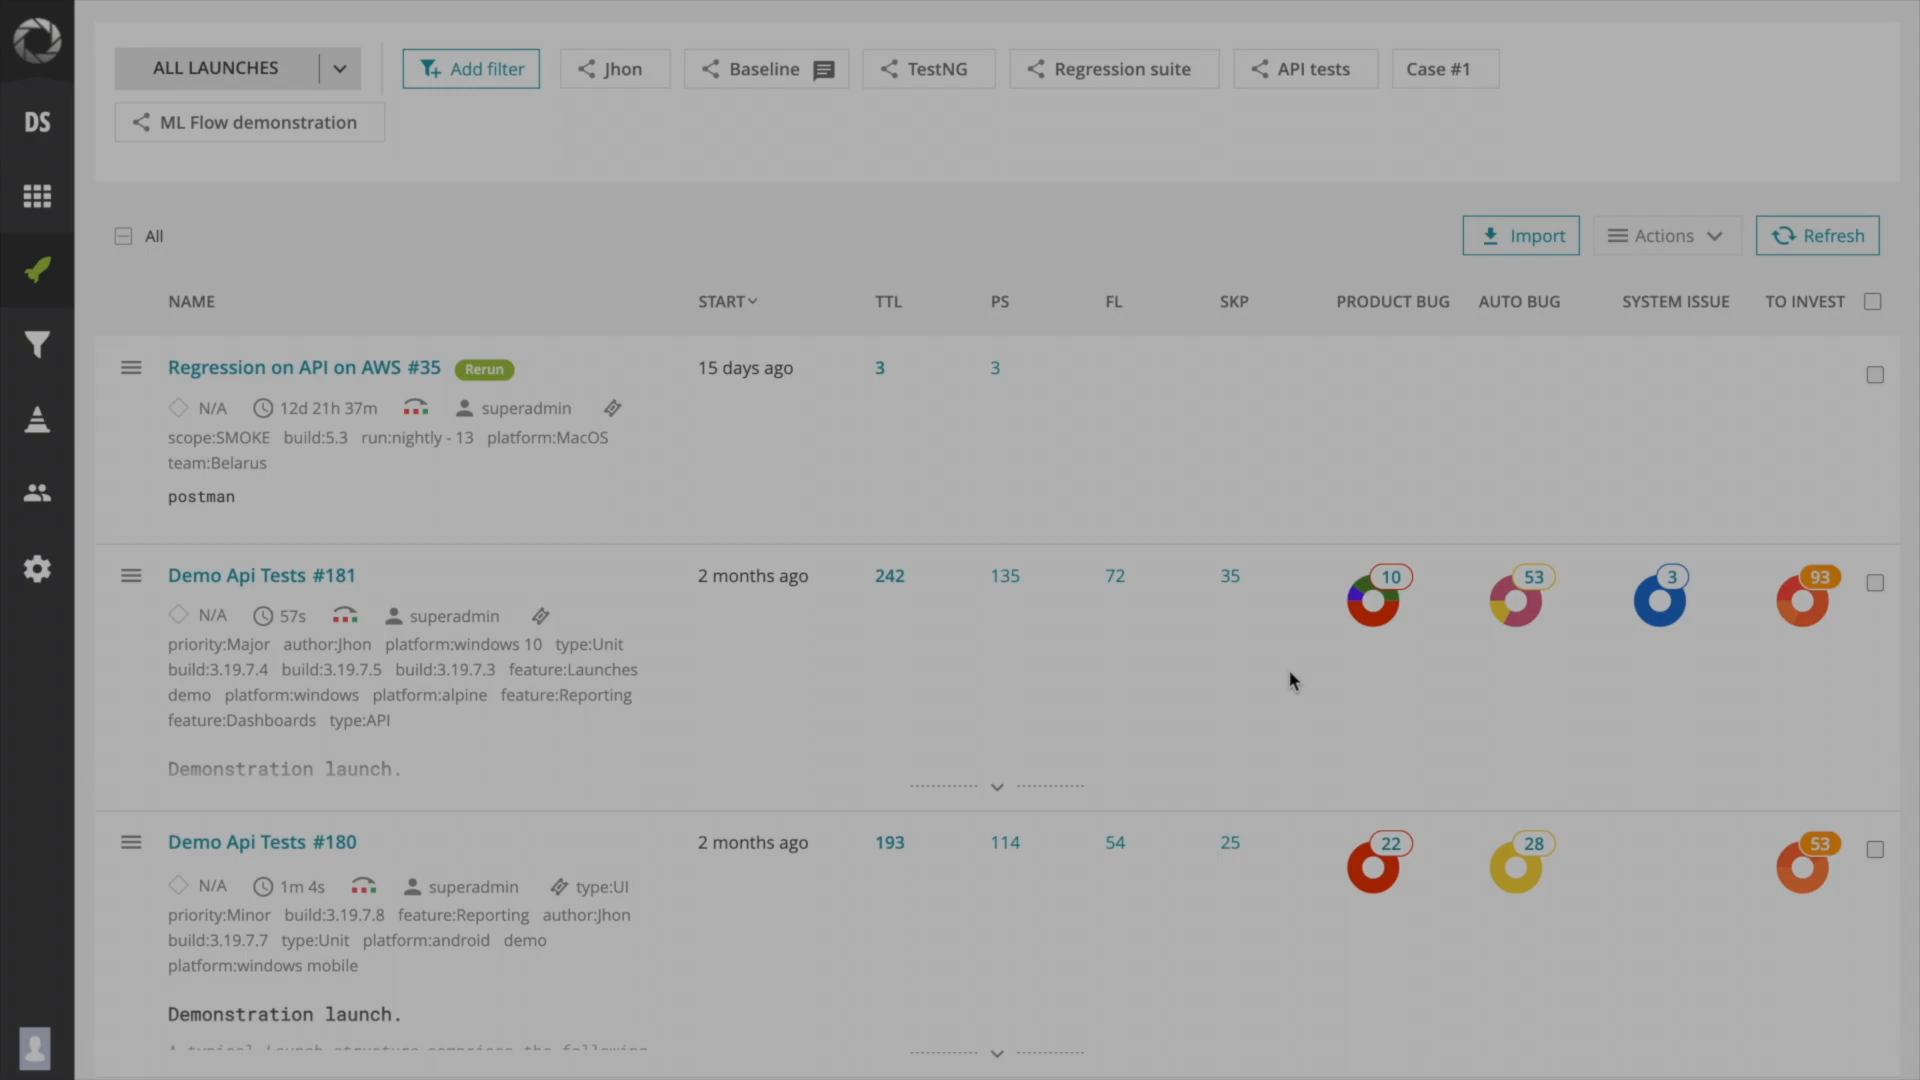 ALL LAUNCHES
Add filter
Jhon
Baseline
TestNG
Regression suite
API tests
Case #1
DS
ML Flow demonstration
All
Import
Actions
Refresh
NAME START TTL PS FL SKP PRODUCT BUG AUTO BUG SYSTEM ISSUE TO INVEST
Regression on API on AWS #35 Rerun 15 days ago 3 3
N/A 12d 21h 37m superadmin
scope:SMOKE build:5.3 run:nightly - 13 platform:MacOS
team:Belarus
postman
Demo Api Tests #181 2 months ago 242 135 72 35 10 53 3 93
N/A 57s superadmin
priority:Major author:Jhon platform:windows 10 type:Unit
build:3.19.7.4 build:3.19.7.5 build:3.19.7.3 feature:Launches
demo platform:windows platform:alpine feature:Reporting
feature:Dashboards type:API
Demonstration launch.
Demo Api Tests #180 2 months ago 193 114 54 25 22 28 53
N/A 1m 4s superadmin type:UI
priority:Minor build:3.19.7.8 feature:Reporting author:Jhon
build:3.19.7.7 type:Unit platform:android demo
platform:windows mobile
Demonstration launch.